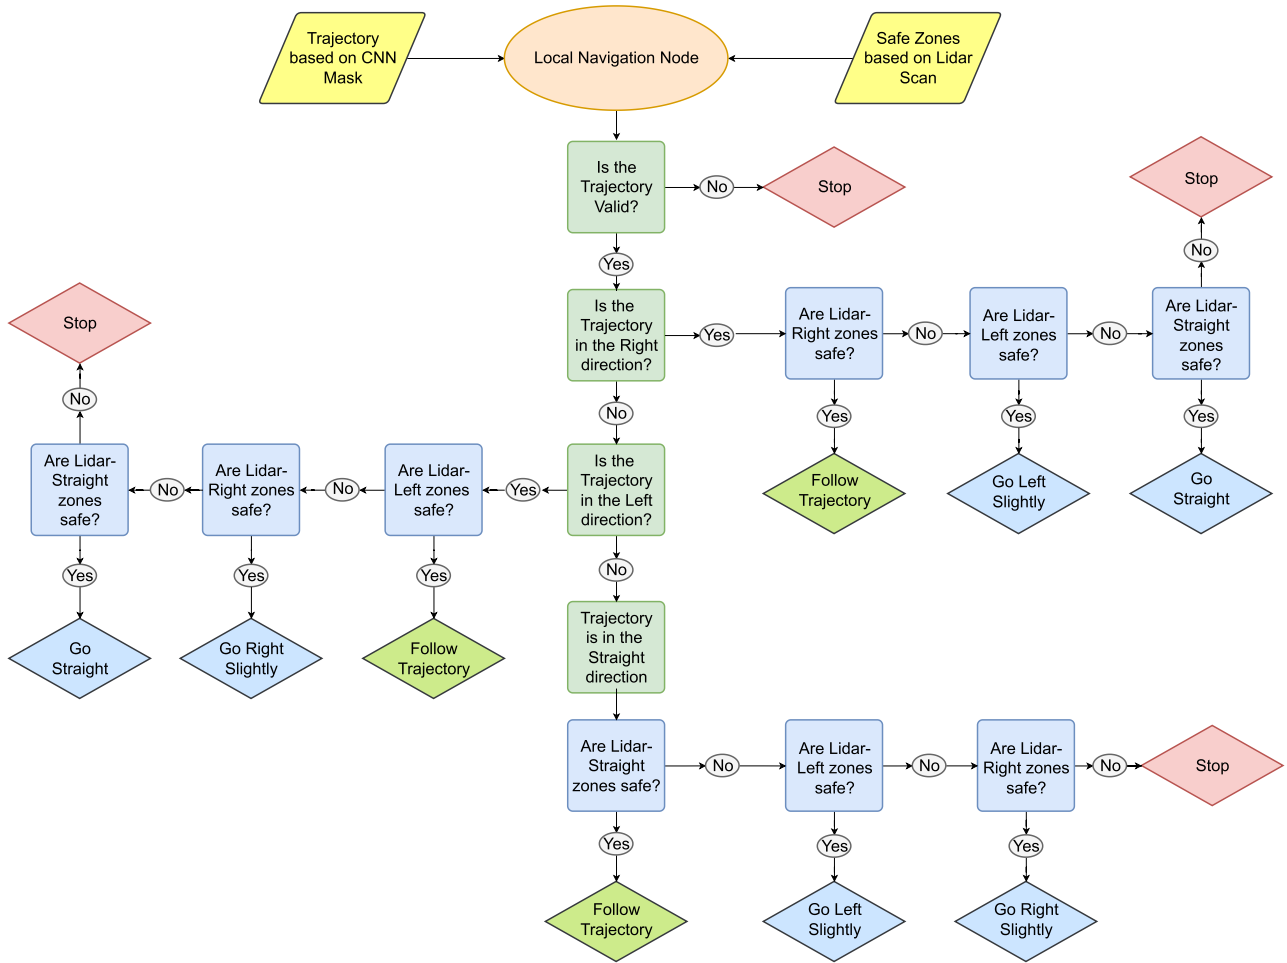 Trajectory
based on CNN
Mask
Local Navigation Node
Safe Zones
based on Lidar
Scan
Is the
Trajectory
Valid?
No
Stop
Stop
No
Yes
Is the
Trajectory
in the Right
direction?
Yes
Are Lidar-
Right zones
safe?
No
Are Lidar-
Left zones
safe?
No
Are Lidar-
Straight
zones
safe?
Yes
Follow
Trajectory
Yes
Go Left
Slightly
Yes
Go
Straight
No
Is the
Trajectory
in the Left
direction?
Yes
Are Lidar-
Left zones
safe?
No
Are Lidar-
Right zones
safe?
No
Are Lidar-
Straight
zones
safe?
No
Stop
Yes
Follow
Trajectory
Yes
Go Right
Slightly
Yes
Go
Straight
No
Trajectory
is in the
Straight
direction
Are Lidar-
Straight
zones safe?
No
Are Lidar-
Left zones
safe?
No
Are Lidar-
Right zones
safe?
No
Stop
Yes
Follow
Trajectory
Yes
Go Left
Slightly
Yes
Go Right
Slightly